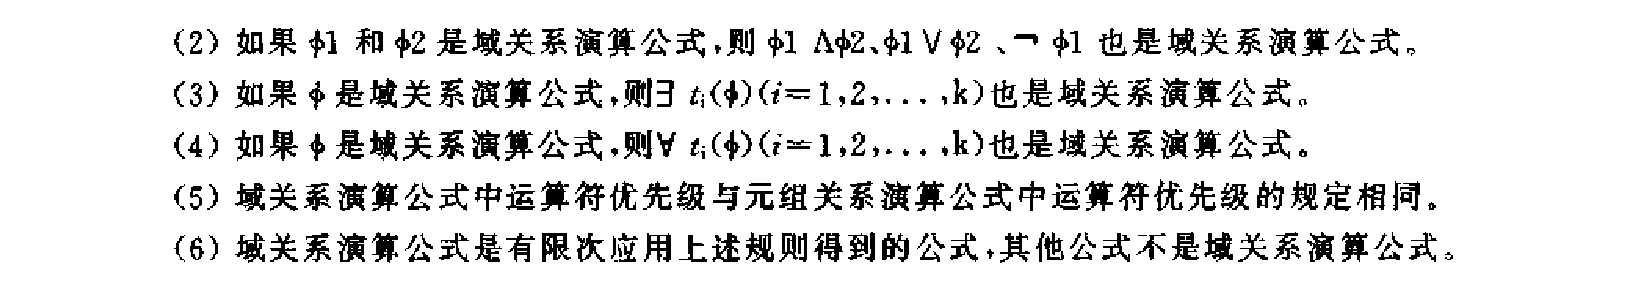 (2) 如果 ф1 和 ф2 是域关系演算公式,则 ф1 Λф2、ф1 V ф2 、¬ ф1 也是域关系演算公式。
(3) 如果 ф 是域关系演算公式,则∃ tᵢ(ф)(i=1,2,...,k)也是域关系演算公式。
(4) 如果 ф 是域关系演算公式,则∀ tᵢ(ф)(i=1,2,...,k)也是域关系演算公式。
(5) 域关系演算公式中运算符优先级与元组关系演算公式中运算符优先级的规定相同。
(6) 域关系演算公式是有限次应用上述规则得到的公式,其他公式不是域关系演算公式。